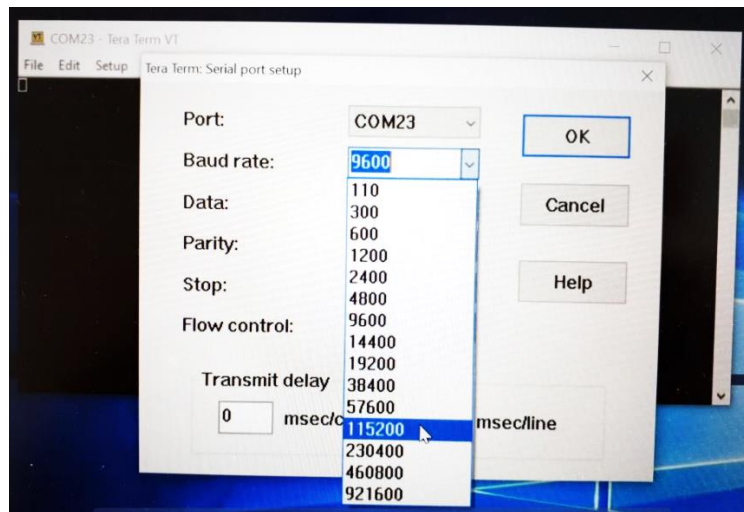 COM23 - Tera Term VT
File Edit Setup
Tera Term: Serial port setup
Port:
COM23
OK
Baud rate:
9600
110
300
600
1200
2400
4800
9600
14400
19200
38400
57600
115200
230400
460800
921600
Data:
Cancel
Parity:
Stop:
Help
Flow control:
Transmit delay
0
msec/c
msec/line